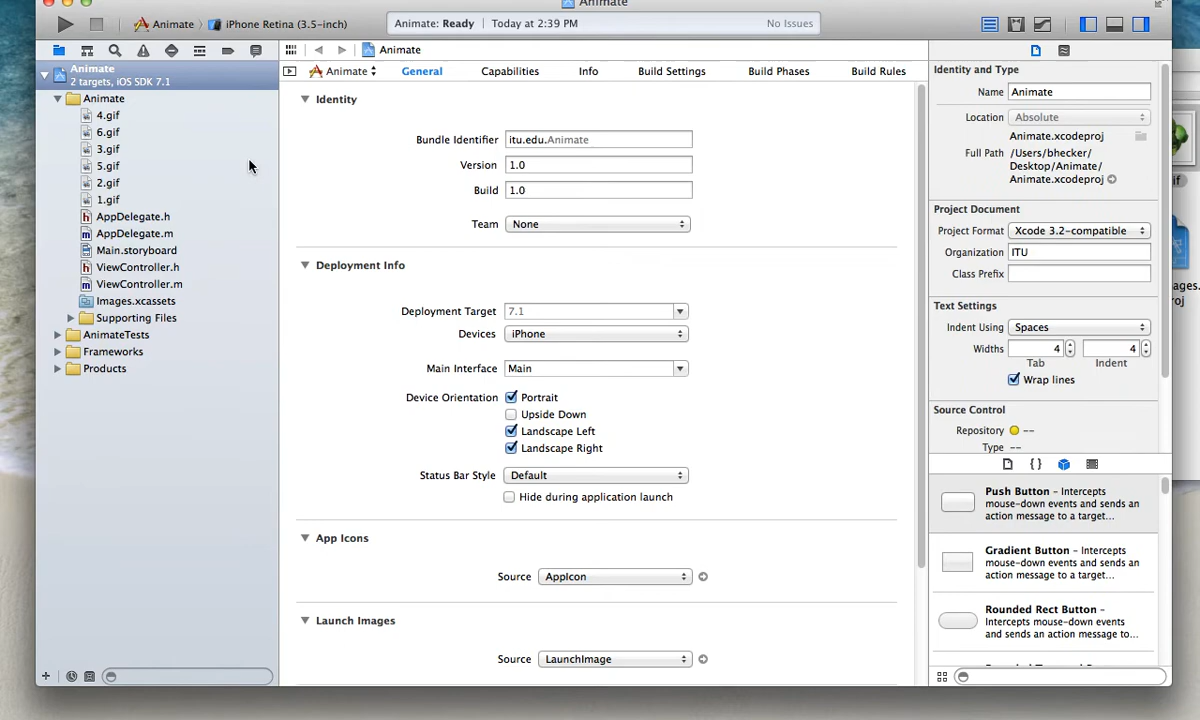 Animate
Animate
iPhone Retina (3.5-inch)
Animate: Ready
Today at 2:39 PM
No Issues
Animate
Animate
2 targets, iOS SDK 7.1
Animate
4.gif
6.gif
3.gif
5.gif
2.gif
1.gif
AppDelegate.h
AppDelegate.m
Main.storyboard
ViewController.h
ViewController.m
Images.xcassets
Supporting Files
AnimateTests
Frameworks
Products
Animate
General
Capabilities
Info
Build Settings
Build Phases
Build Rules
Identity
Bundle Identifier
itu.edu.Animate
Version
1.0
Build
1.0
Team
None
Deployment Info
Deployment Target
7.1
Devices
iPhone
Main Interface
Main
Device Orientation
Portrait
Upside Down
Landscape Left
Landscape Right
Status Bar Style
Default
Hide during application launch
App Icons
Source
AppIcon
Launch Images
Source
LaunchImage
Identity and Type
Name
Animate
Location
Absolute
Animate.xcodeproj
Full Path
/Users/bhecker/
Desktop/Animate/
Animate.xcodeproj
Project Document
Project Format
Xcode 3.2-compatible
Organization
ITU
Class Prefix
Text Settings
Indent Using
Spaces
Widths
4
4
Tab
Indent
Wrap lines
Source Control
Repository
--
Type
--
Push Button - Intercepts
mouse-down events and sends an
action message to a target...
Gradient Button - Intercepts
mouse-down events and sends an
action message to a target...
Rounded Rect Button -
Intercepts mouse-down events
and sends an action message to...